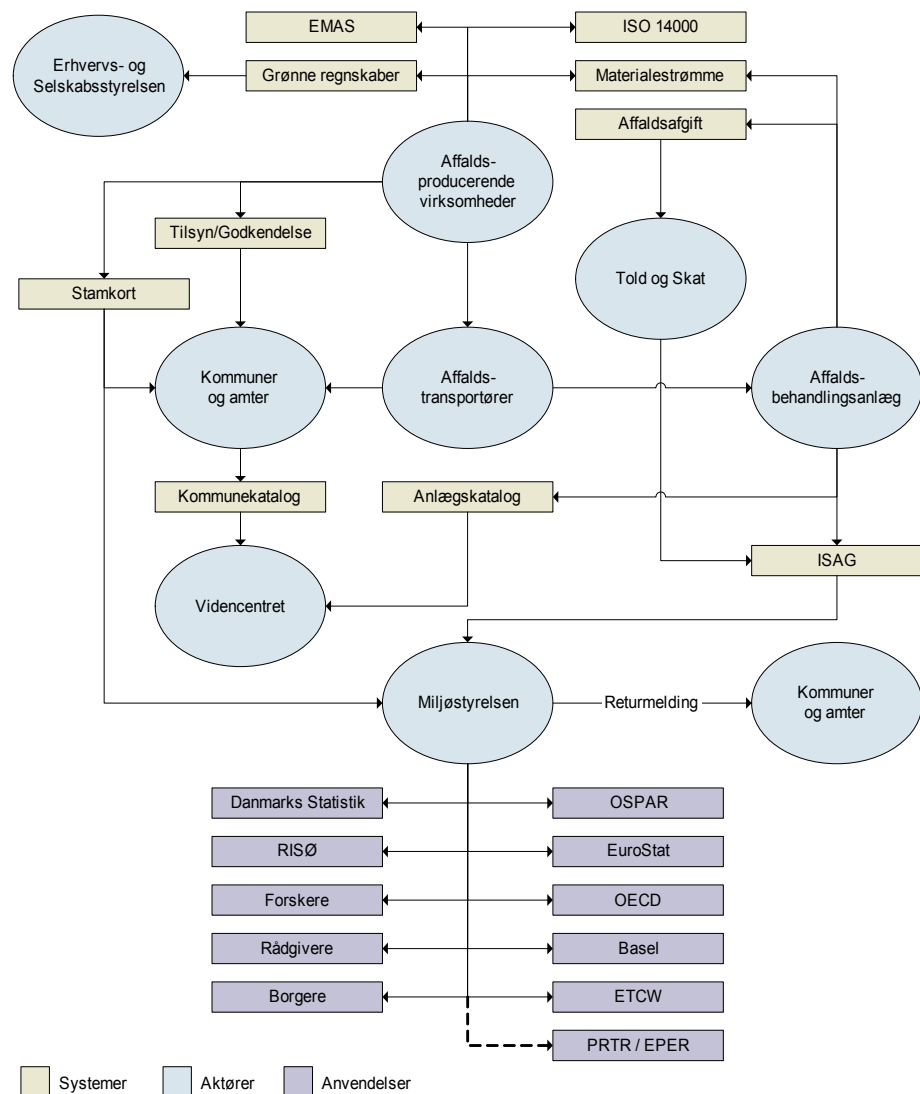 EMAS
ISO 14000
Erhvervs- og
Selskabsstyrelsen
Grønne regnskaber
Materialestrømme
Affaldsafgift
Affalds-
producerende
virksomheder
Tilsyn/Godkendelse
Told og Skat
Stamkort
Kommuner
og amter
Affalds-
transportører
Affalds-
behandlingsanlæg
Kommunekatalog
Anlægskatalog
ISAG
Videncentret
Miljøstyrelsen
Returmelding
Kommuner
og amter
Danmarks Statistik
OSPAR
RISØ
EuroStat
Forskere
OECD
Rådgivere
Basel
Borgere
ETCW
PRTR / EPER
Systemer
Aktører
Anvendelser